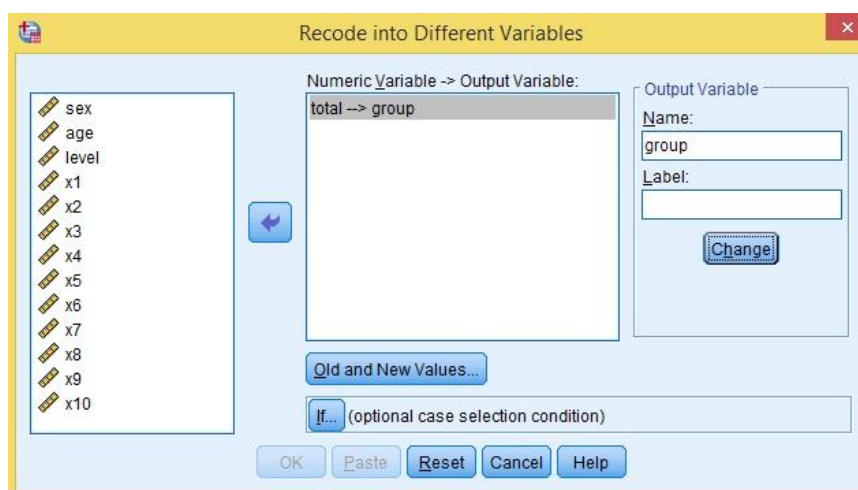 Recode into Different Variables
sex
age
level
x1
x2
x3
x4
x5
x6
x7
x8
x9
x10
Numeric Variable -> Output Variable:
total --> group
Old and New Values...
If... (optional case selection condition)
Output Variable
Name:
group
Label:
Change
OK Paste Reset Cancel Help